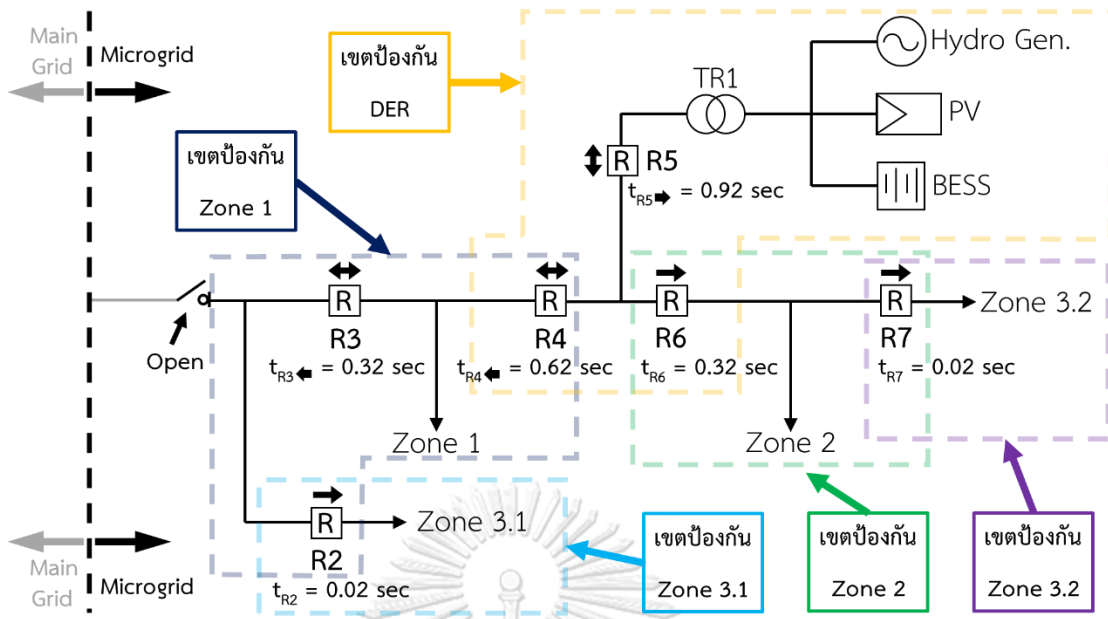 Main
Grid
Microgrid
เขตป้องกัน
DER
เขตป้องกัน
Zone 1
TR1
Hydro Gen.
PV
BESS
R R5
tR5➡ = 0.92 sec
Open
R
R3
tR3⬅ = 0.32 sec
R
R4
tR4⬅ = 0.62 sec
R
R6
tR6 = 0.32 sec
R
R7
tR7 = 0.02 sec
Zone 3.2
Zone 1
Zone 2
R
R2
tR2 = 0.02 sec
Zone 3.1
เขตป้องกัน
Zone 3.1
เขตป้องกัน
Zone 2
เขตป้องกัน
Zone 3.2
Main
Grid
Microgrid